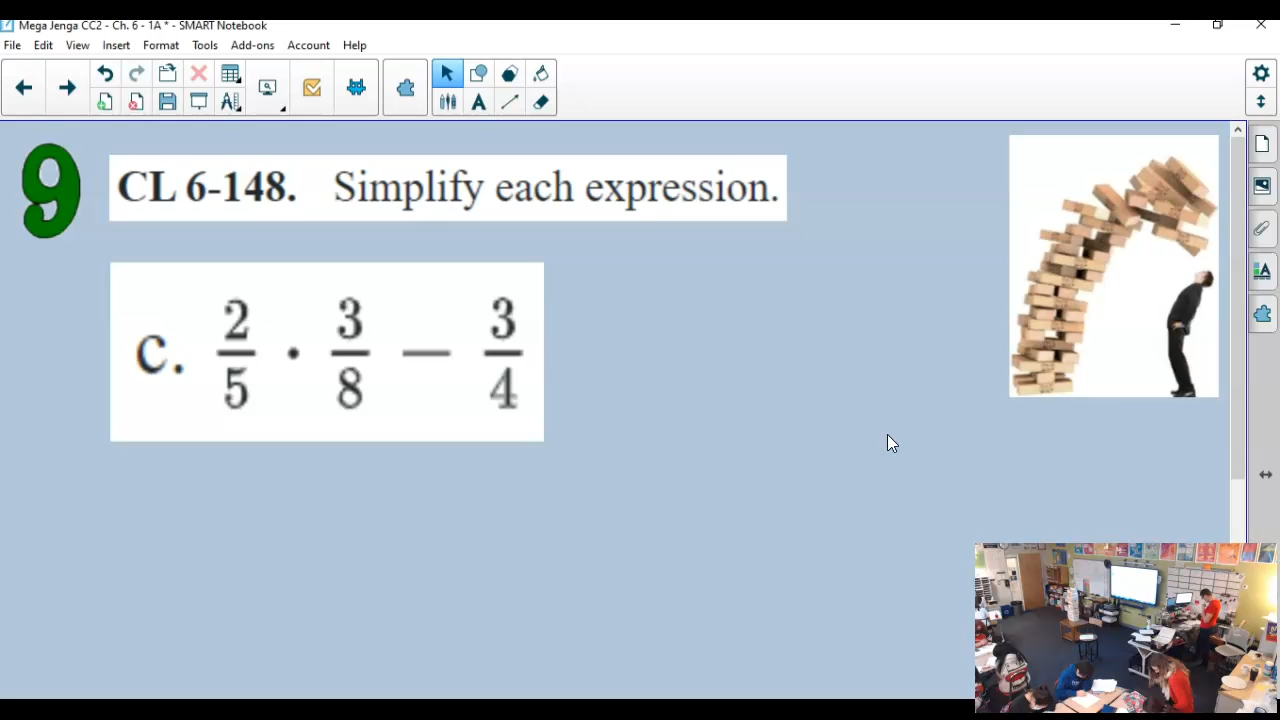 Mega Jenga CC2 - Ch. 6 - 1A * - SMART Notebook
File Edit View Insert Format Tools Add-ons Account Help
9 CL 6-148. Simplify each expression.
c. 2/5 · 3/8 − 3/4